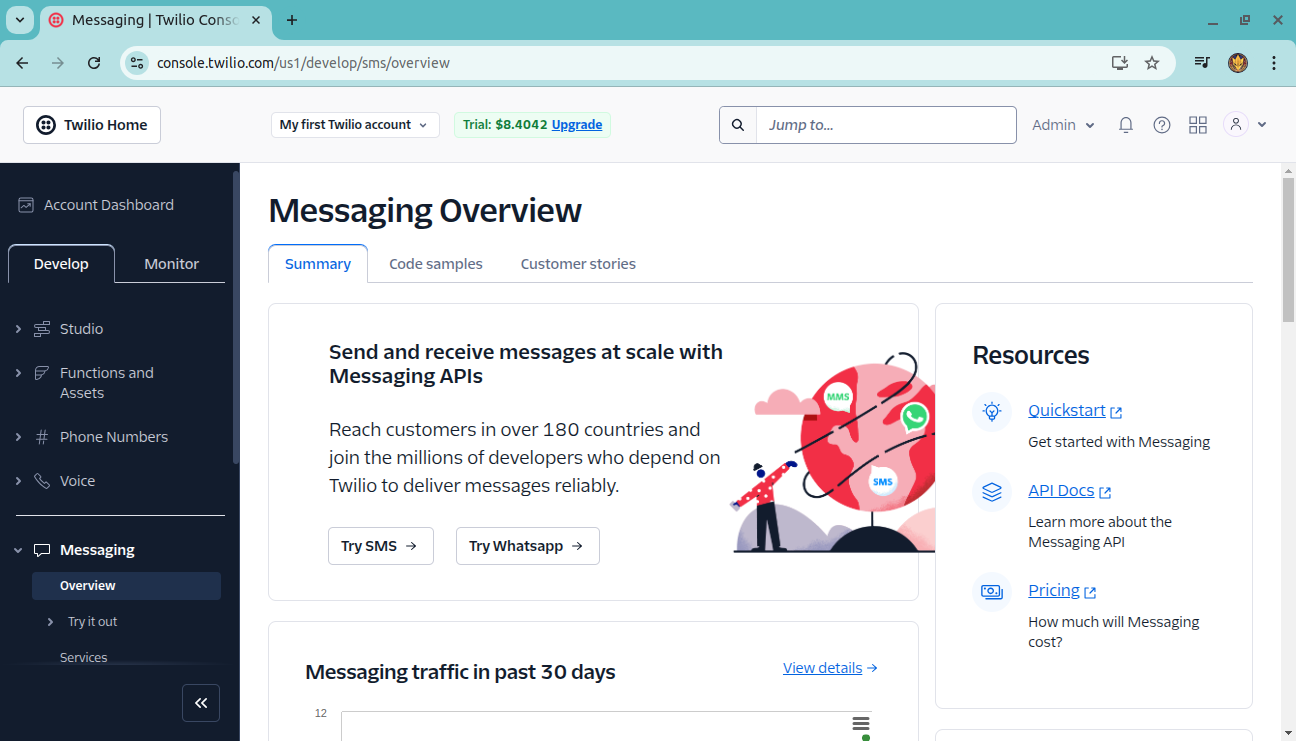 Messaging | Twilio Conso
console.twilio.com/us1/develop/sms/overview
Twilio Home
My first Twilio account
Trial: $8.4042 Upgrade
Jump to...
Admin
Account Dashboard
Develop
Monitor
Studio
Functions and
Assets
Phone Numbers
Voice
Messaging
Overview
Try it out
Services
Messaging Overview
Summary
Code samples
Customer stories
Send and receive messages at scale with
Messaging APIs
Reach customers in over 180 countries and
join the millions of developers who depend on
Twilio to deliver messages reliably.
Try SMS
Try Whatsapp
MMS
SMS
Messaging traffic in past 30 days
View details
12
Resources
Quickstart
Get started with Messaging
API Docs
Learn more about the
Messaging API
Pricing
How much will Messaging
cost?